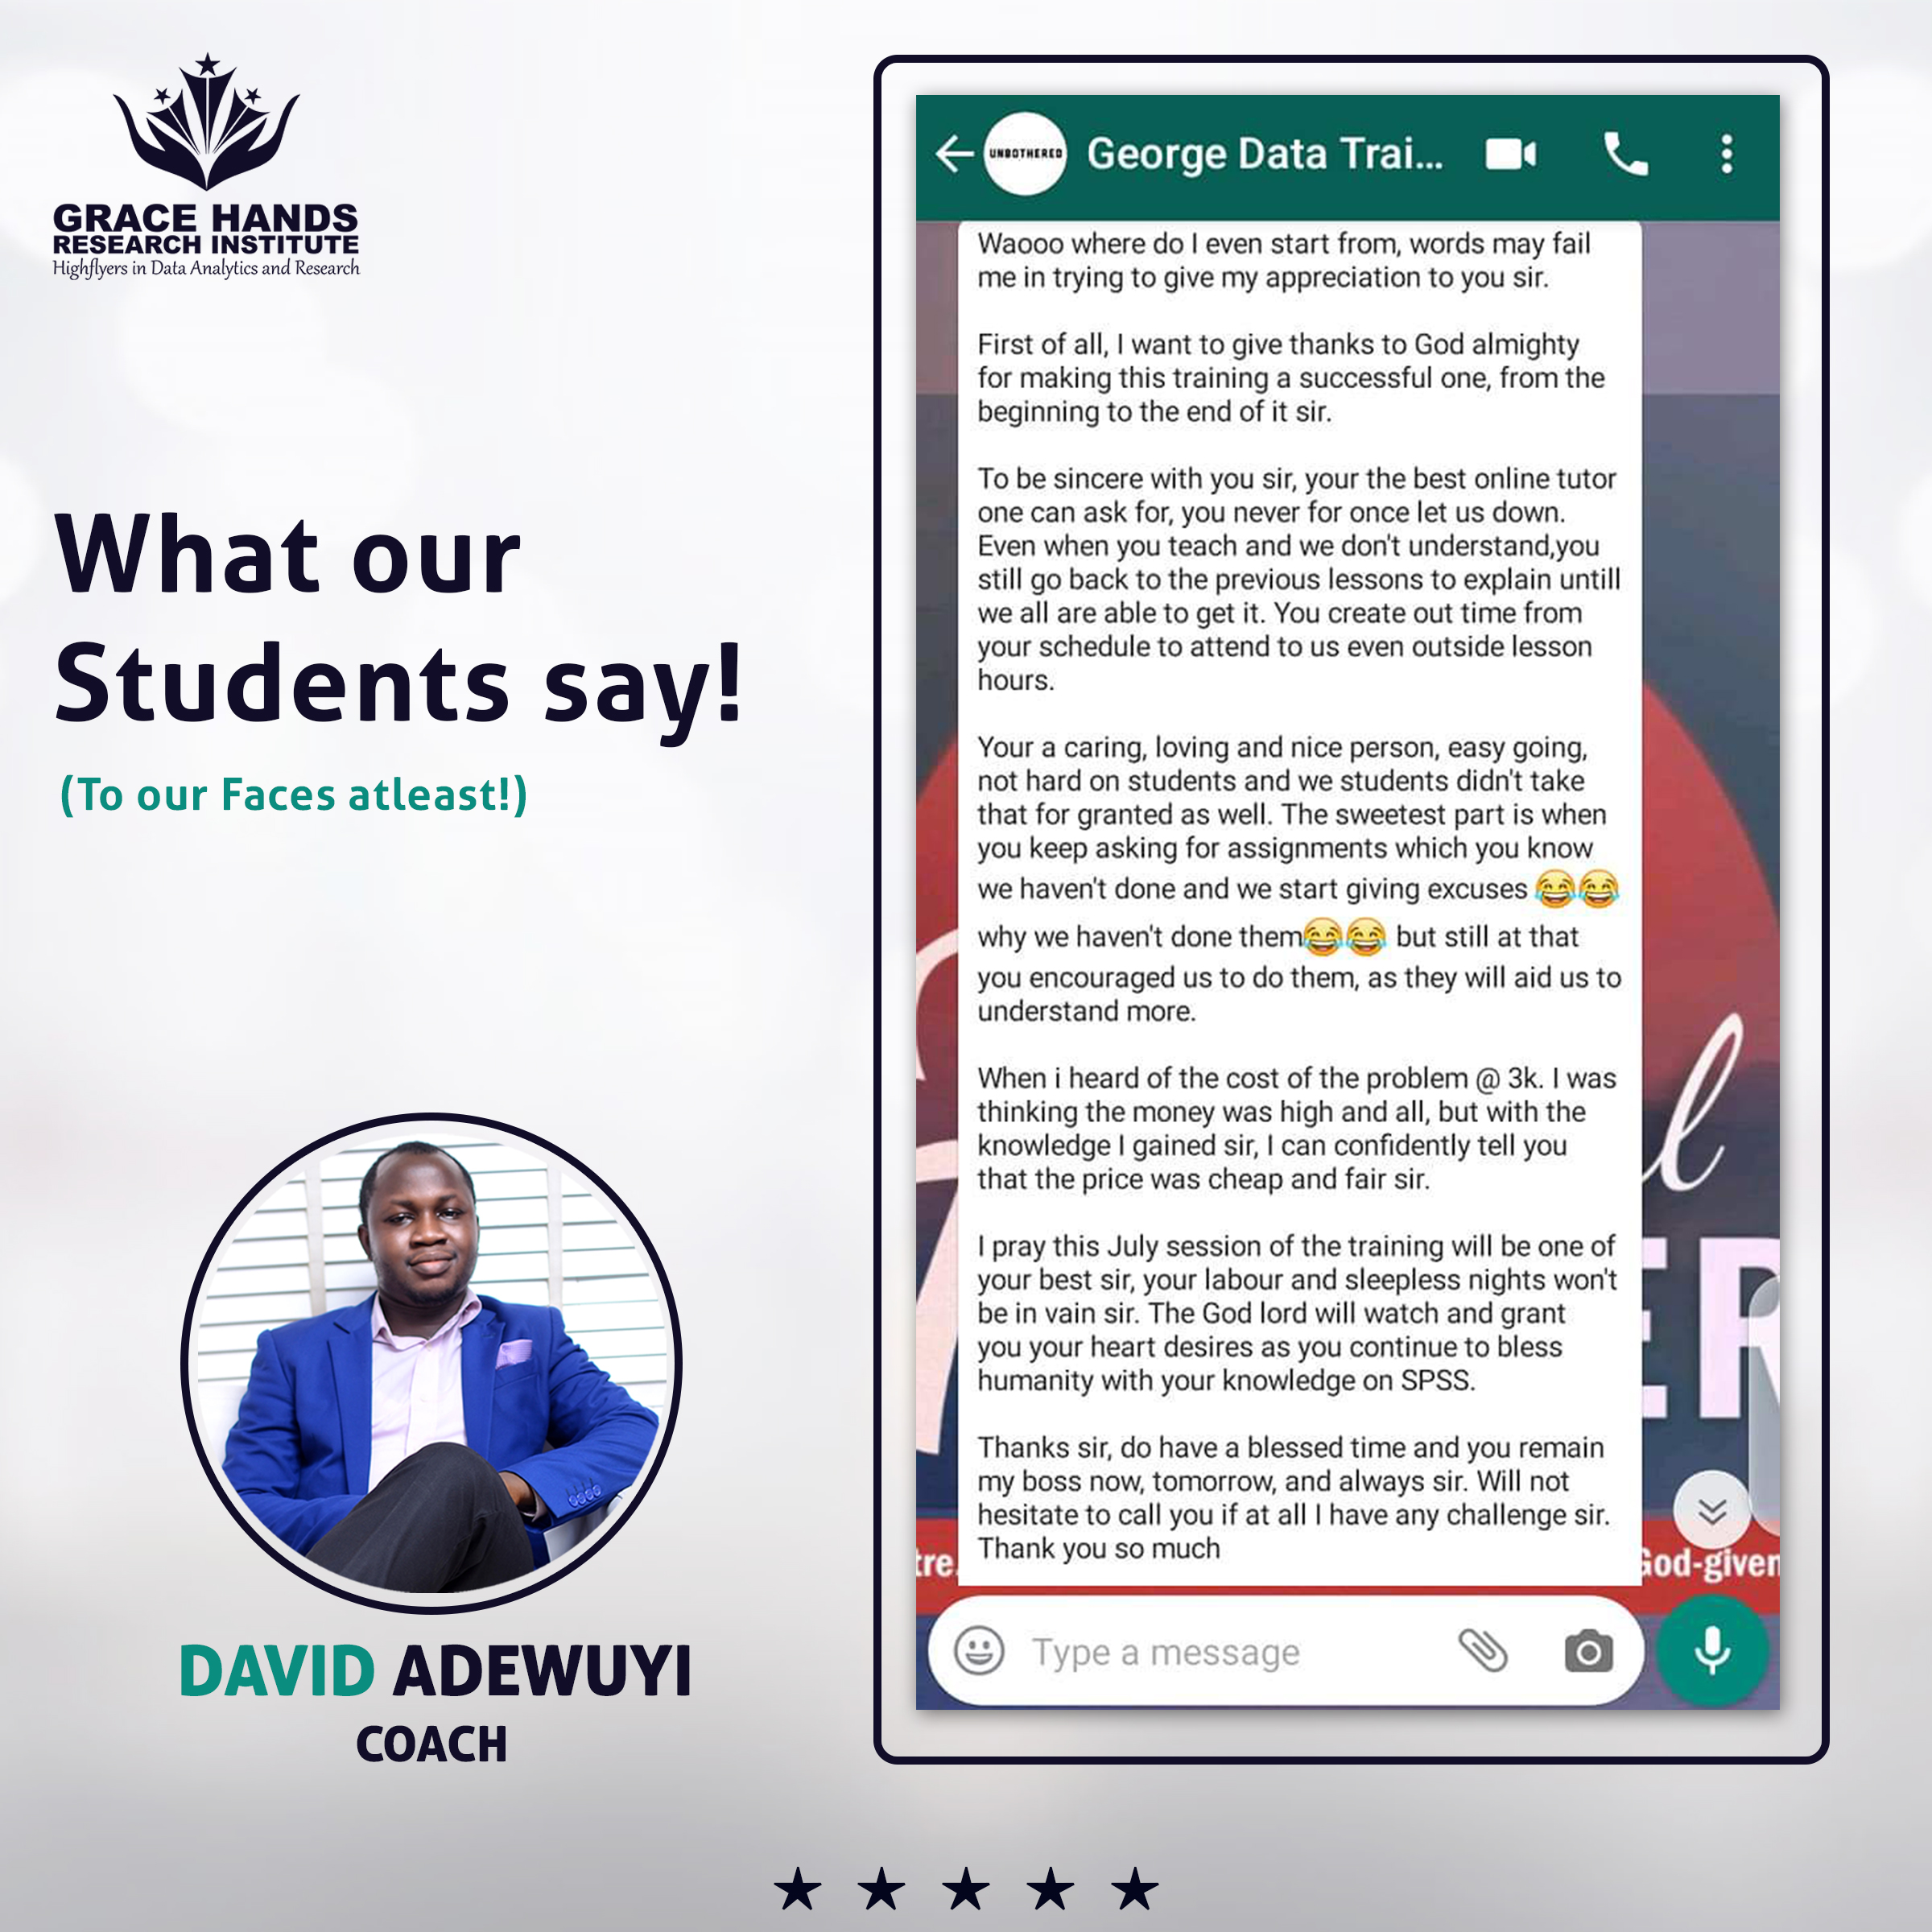 GRACE HANDS
RESEARCH INSTITUTE
Highflyers in Data Analytics and Research
What our
Students say!
(To our Faces atleast!)
DAVID ADEWUYI
COACH
UNBOTHERED
George Data Trai...
Waooo where do I even start from, words may fail
me in trying to give my appreciation to you sir.
First of all, I want to give thanks to God almighty
for making this training a successful one, from the
beginning to the end of it sir.
To be sincere with you sir, your the best online tutor
one can ask for, you never for once let us down.
Even when you teach and we don't understand,you
still go back to the previous lessons to explain untill
we all are able to get it. You create out time from
your schedule to attend to us even outside lesson
hours.
Your a caring, loving and nice person, easy going,
not hard on students and we students didn't take
that for granted as well. The sweetest part is when
you keep asking for assignments which you know
we haven't done and we start giving excuses 😂😂
why we haven't done them😂😂 but still at that
you encouraged us to do them, as they will aid us to
understand more.
When i heard of the cost of the problem @ 3k. I was
thinking the money was high and all, but with the
knowledge I gained sir, I can confidently tell you
that the price was cheap and fair sir.
I pray this July session of the training will be one of
your best sir, your labour and sleepless nights won't
be in vain sir. The God lord will watch and grant
you your heart desires as you continue to bless
humanity with your knowledge on SPSS.
Thanks sir, do have a blessed time and you remain
my boss now, tomorrow, and always sir. Will not
hesitate to call you if at all I have any challenge sir.
Thank you so much
tre.
God-given
Type a message